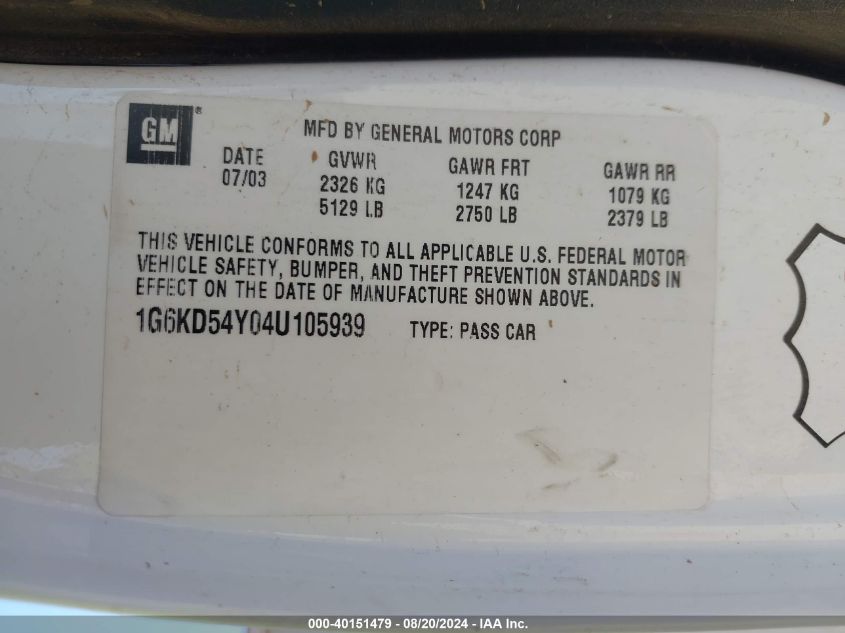 GM ®
MFD BY GENERAL MOTORS CORP
DATE GVWR GAWR FRT GAWR RR
07/03 2326 KG 1247 KG 1079 KG
5129 LB 2750 LB 2379 LB
THIS VEHICLE CONFORMS TO ALL APPLICABLE U.S. FEDERAL MOTOR
VEHICLE SAFETY, BUMPER, AND THEFT PREVENTION STANDARDS IN
EFFECT ON THE DATE OF MANUFACTURE SHOWN ABOVE.
1G6KD54Y04U105939 TYPE: PASS CAR
000-40151479 - 08/20/2024 - IAA Inc.